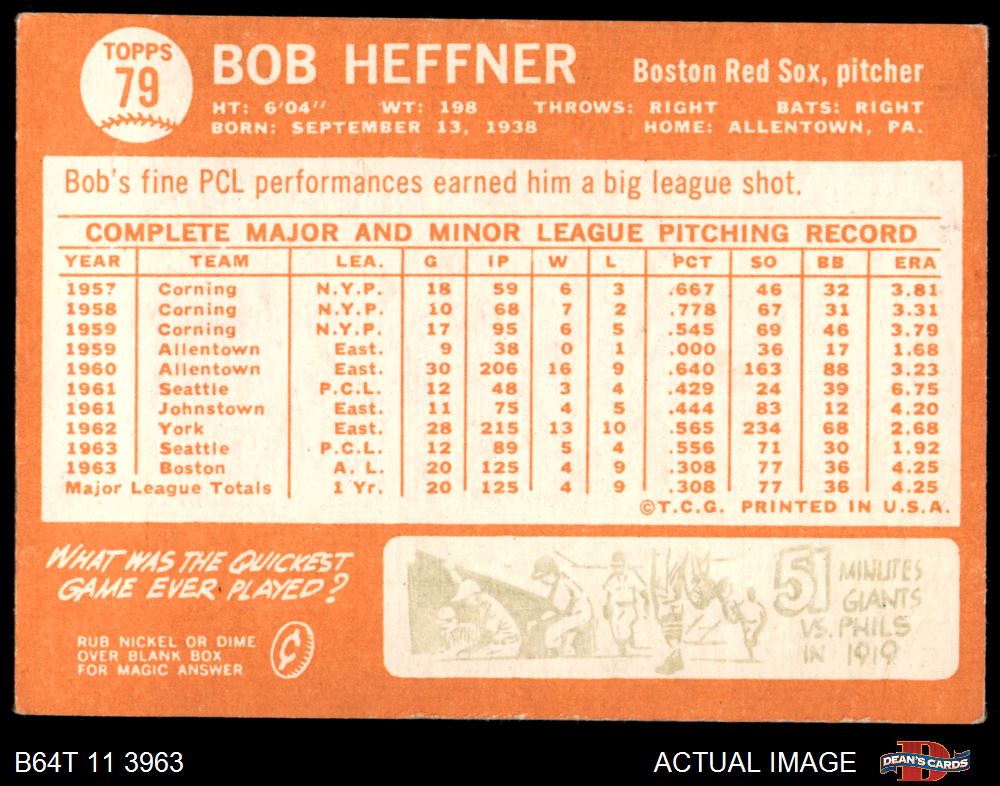 TOPPS
79
BOB HEFFNER
Boston Red Sox, pitcher
HT: 6'04" WT: 198 THROWS: RIGHT BATS: RIGHT
BORN: SEPTEMBER 13, 1938 HOME: ALLENTOWN, PA.
Bob's fine PCL performances earned him a big league shot.
COMPLETE MAJOR AND MINOR LEAGUE PITCHING RECORD
YEAR TEAM LEA. G IP W L PCT SO BB ERA
1957 Corning N.Y.P. 18 59 6 3 .667 46 32 3.81
1958 Corning N.Y.P. 10 68 7 2 .778 67 31 3.31
1959 Corning N.Y.P. 17 95 6 5 .545 69 46 3.79
1959 Allentown East. 9 38 0 1 .000 36 17 1.68
1960 Allentown East. 30 206 16 9 .640 163 88 3.23
1961 Seattle P.C.L. 12 48 3 4 .429 24 39 6.75
1961 Johnstown East. 11 75 4 5 .444 83 12 4.20
1962 York East. 28 215 13 10 .565 234 68 2.68
1963 Seattle P.C.L. 12 89 5 4 .556 71 30 1.92
1963 Boston A. L. 20 125 4 9 .308 77 36 4.25
Major League Totals 1 Yr. 20 125 4 9 .308 77 36 4.25
©T.C.G. PRINTED IN U.S.A.
WHAT WAS THE QUICKEST
GAME EVER PLAYED?
RUB NICKEL OR DIME
OVER BLANK BOX
FOR MAGIC ANSWER
¢
51 MINUTES
GIANTS
VS. PHILS
IN 1919
B64T 11 3963
ACTUAL IMAGE
DEAN'S CARDS